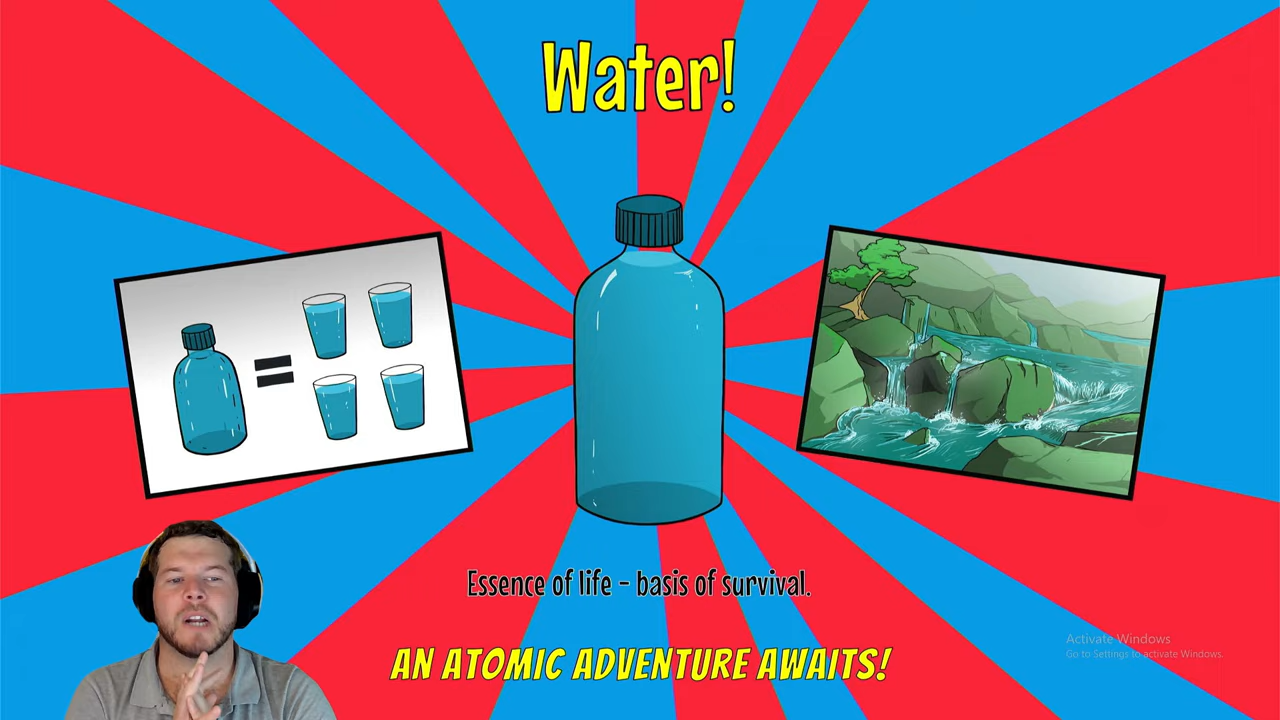 Water!
Essence of life – basis of survival.
AN ATOMIC ADVENTURE AWAITS!
Activate Windows
Go to Settings to activate Windows.